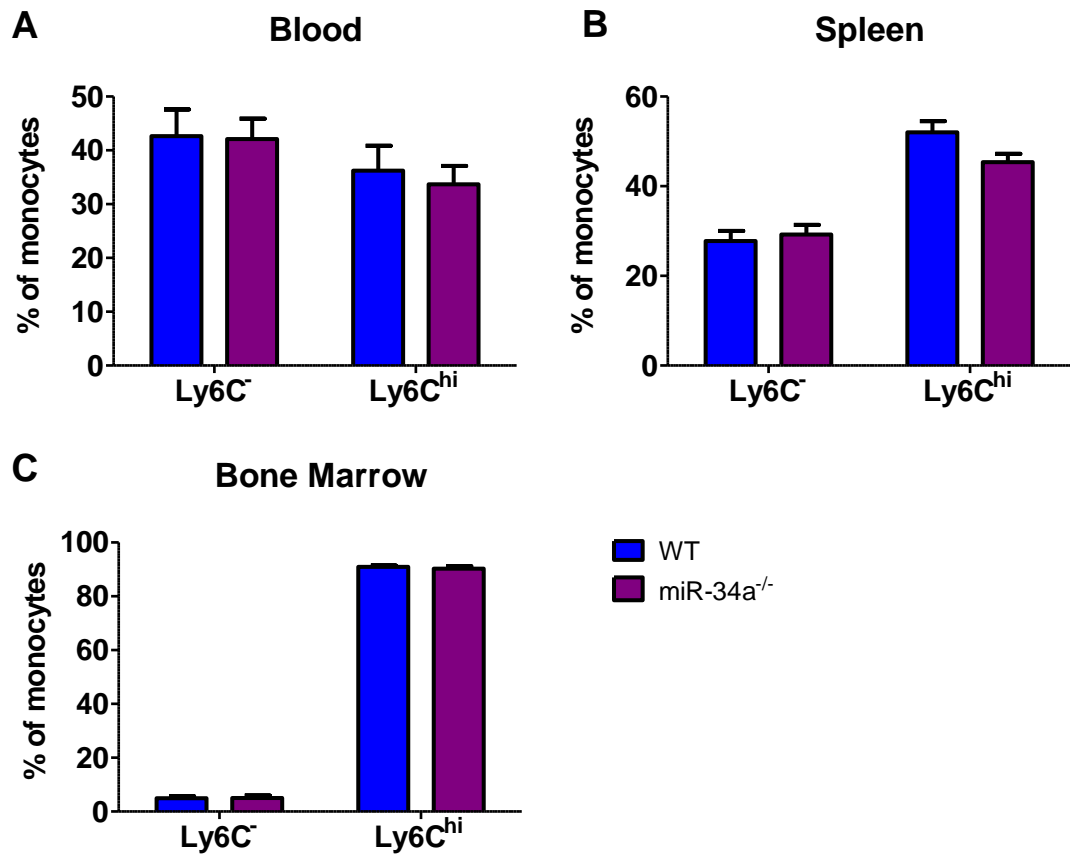 A
Blood
% of monocytes
50
40
30
20
10
0
Ly6C⁻
Ly6Cʰⁱ
B
Spleen
% of monocytes
60
40
20
0
Ly6C⁻
Ly6Cʰⁱ
C
Bone Marrow
% of monocytes
100
80
60
40
20
0
Ly6C⁻
Ly6Cʰⁱ
WT
miR-34a⁻/⁻